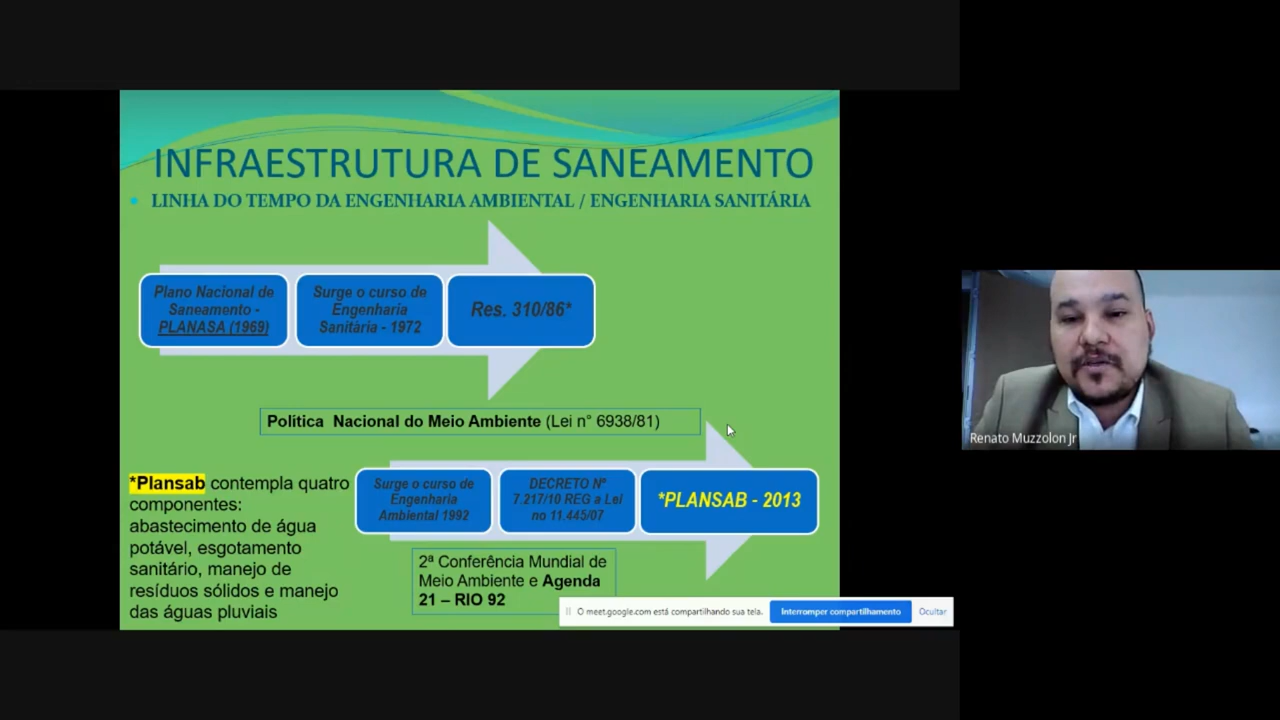 INFRAESTRUTURA DE SANEAMENTO
LINHA DO TEMPO DA ENGENHARIA AMBIENTAL / ENGENHARIA SANITÁRIA
Plano Nacional de
Saneamento -
PLANASA (1969)
Surge o curso de
Engenharia
Sanitária - 1972
Res. 310/86*
Política Nacional do Meio Ambiente (Lei n° 6938/81)
*Plansab contempla quatro
componentes:
abastecimento de água
potável, esgotamento
sanitário, manejo de
resíduos sólidos e manejo
das águas pluviais
Surge o curso de
Engenharia
Ambiental 1992
DECRETO Nº
7.217/10 REG a Lei
no 11.445/07
*PLANSAB - 2013
2ª Conferência Mundial de
Meio Ambiente e Agenda
21 – RIO 92
O meet.google.com está compartilhando sua tela.
Interromper compartilhamento
Ocultar
Renato Muzzolon Jr